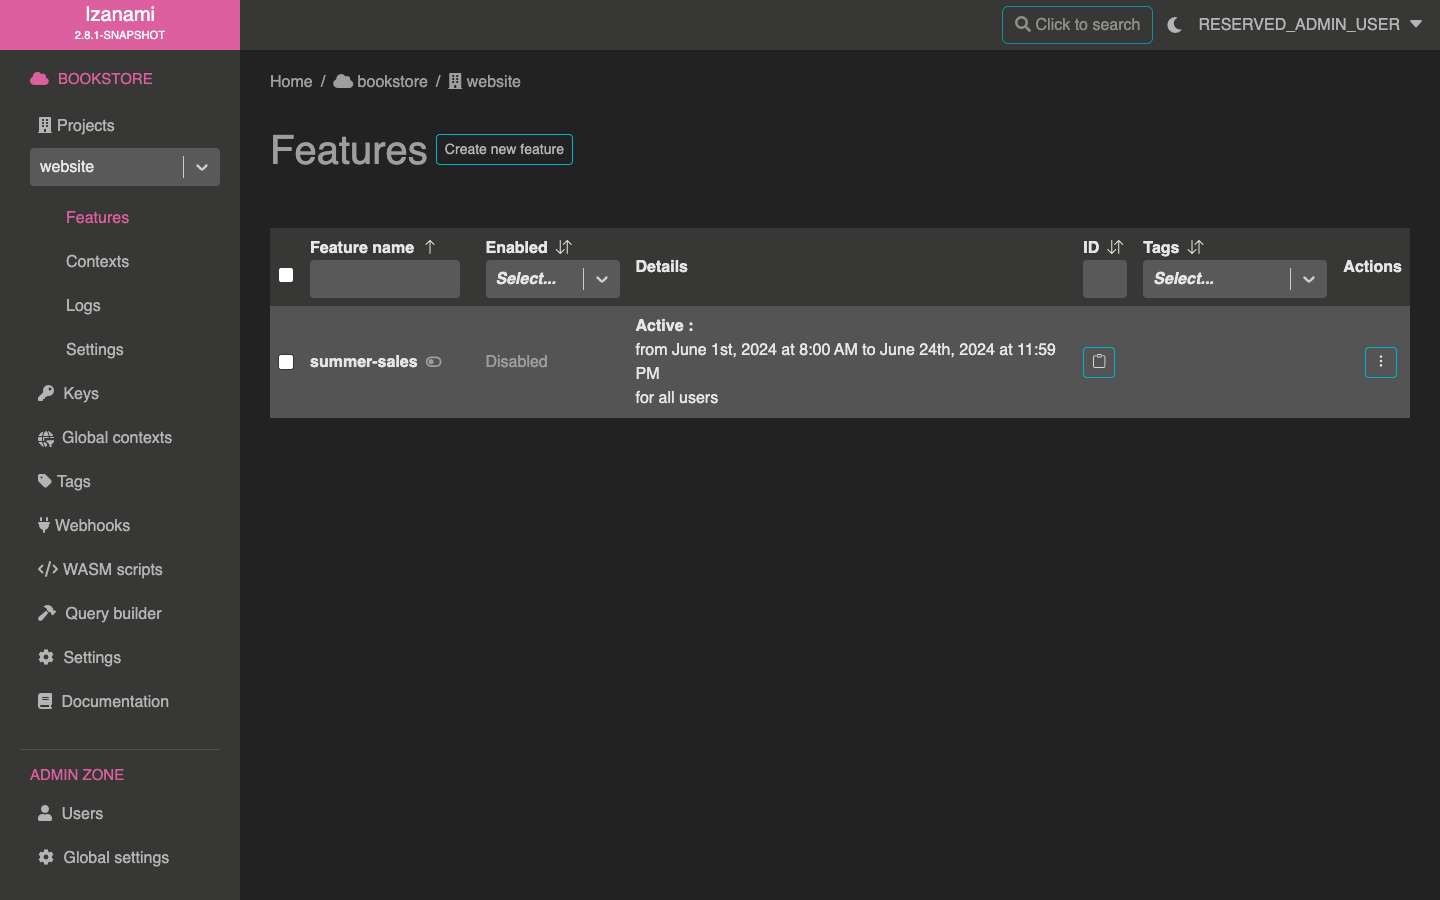 Izanami
2.8.1-SNAPSHOT
Click to search
RESERVED_ADMIN_USER
BOOKSTORE
Projects
website
Features
Contexts
Logs
Settings
Keys
Global contexts
Tags
Webhooks
WASM scripts
Query builder
Settings
Documentation
ADMIN ZONE
Users
Global settings
Home / bookstore / website
Features
Create new feature
Feature name
Enabled
Details
ID
Tags
Actions
Select...
Select...
summer-sales
Disabled
Active :
from June 1st, 2024 at 8:00 AM to June 24th, 2024 at 11:59
PM
for all users